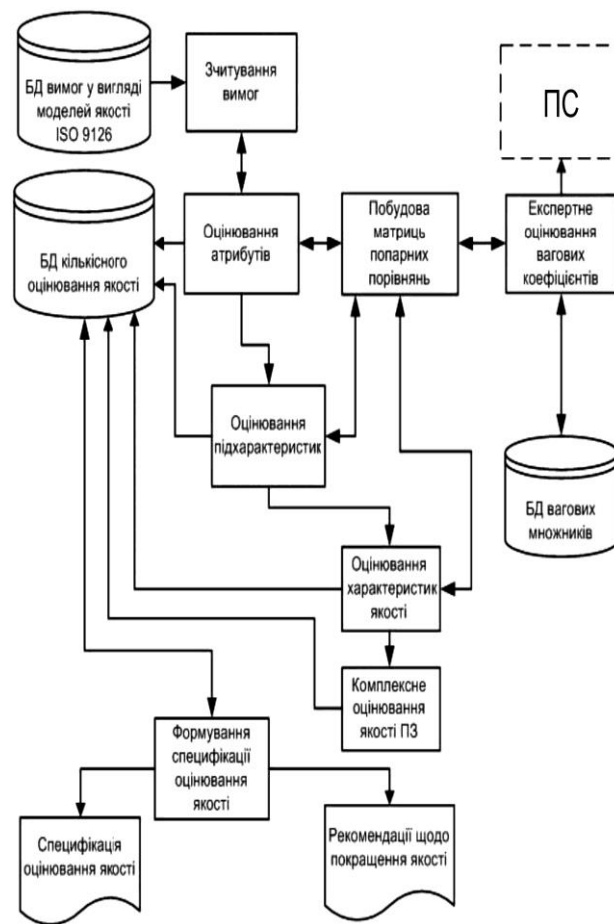 БД вимог у вигляді
моделей якості
ISO 9126
Зчитування
вимог
ПС
БД кількісного
оцінювання якості
Оцінювання
атрибутів
Побудова
матриць
попарних
порівнянь
Експертне
оцінювання
вагових
коефіцієнтів
Оцінювання
підхарактеристик
БД вагових
множників
Оцінювання
характеристик
якості
Комплексне
оцінювання
якості ПЗ
Формування
специфікації
оцінювання
якості
Специфікація
оцінювання якості
Рекомендації щодо
покращення якості